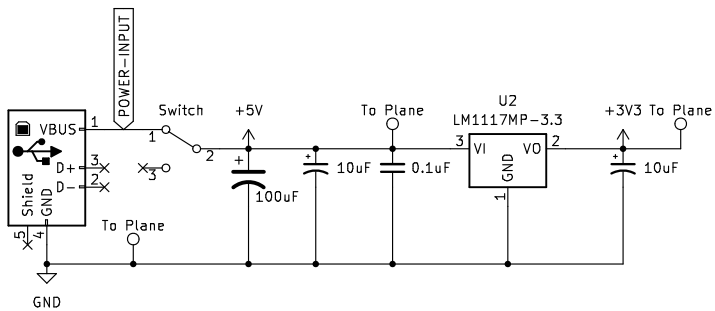 POWER-INPUT
Switch
+5V
To Plane
U2
LM1117MP-3.3
+3V3 To Plane
VBUS 1
1
2
3 VI
VO 2
GND
1
D+ 3
D- 2
3
100uF
10uF
0.1uF
10uF
Shield
GND
5
4
To Plane
GND